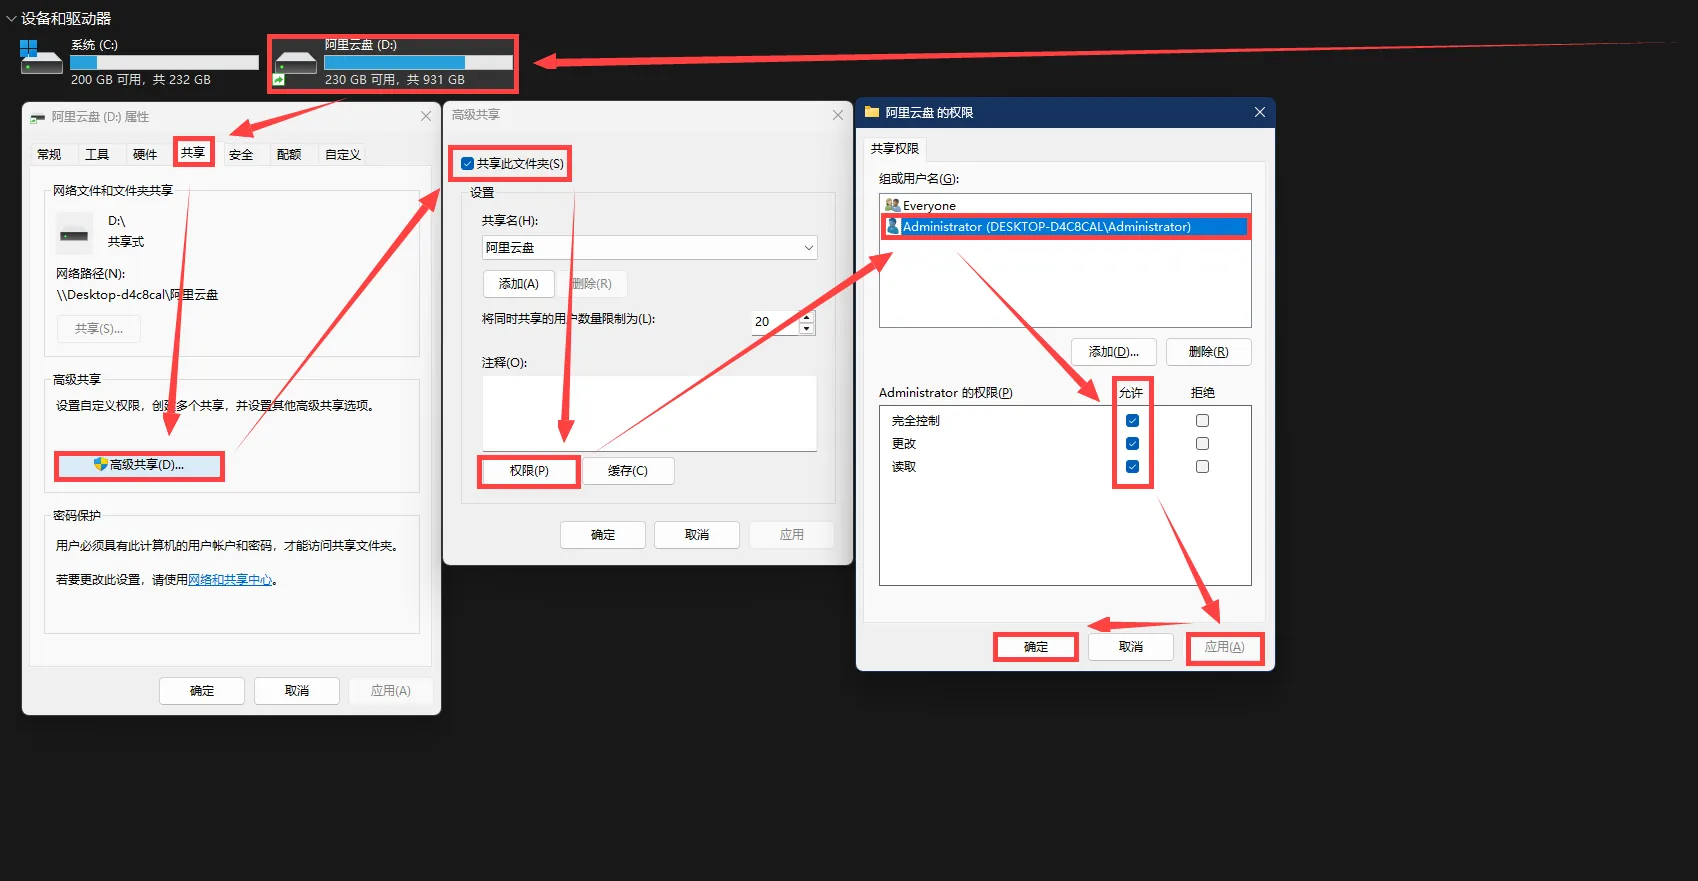 设备和驱动器
系统 (C:)
200 GB 可用，共 232 GB
阿里云盘 (D:)
230 GB 可用，共 931 GB
阿里云盘 (D:) 属性
常规 工具 硬件 共享 安全 配额 自定义
网络文件和文件夹共享
D:\
共享式
网络路径(N):
\\Desktop-d4c8cal\阿里云盘
共享(S)...
高级共享
设置自定义权限，创建多个共享，并设置其他高级共享选项。
高级共享(D)...
密码保护
用户必须具有此计算机的用户帐户和密码，才能访问共享文件夹。
若要更改此设置，请使用网络和共享中心。
确定 取消 应用(A)
高级共享
共享此文件夹(S)
设置
共享名(H):
阿里云盘
添加(A) 删除(R)
将同时共享的用户数量限制为(L): 20
注释(O):
权限(P) 缓存(C)
确定 取消 应用
阿里云盘 的权限
共享权限
组或用户名(G):
Everyone
Administrator (DESKTOP-D4C8CAL\Administrator)
添加(D)... 删除(R)
Administrator 的权限(P) 允许 拒绝
完全控制
更改
读取
确定 取消 应用(A)